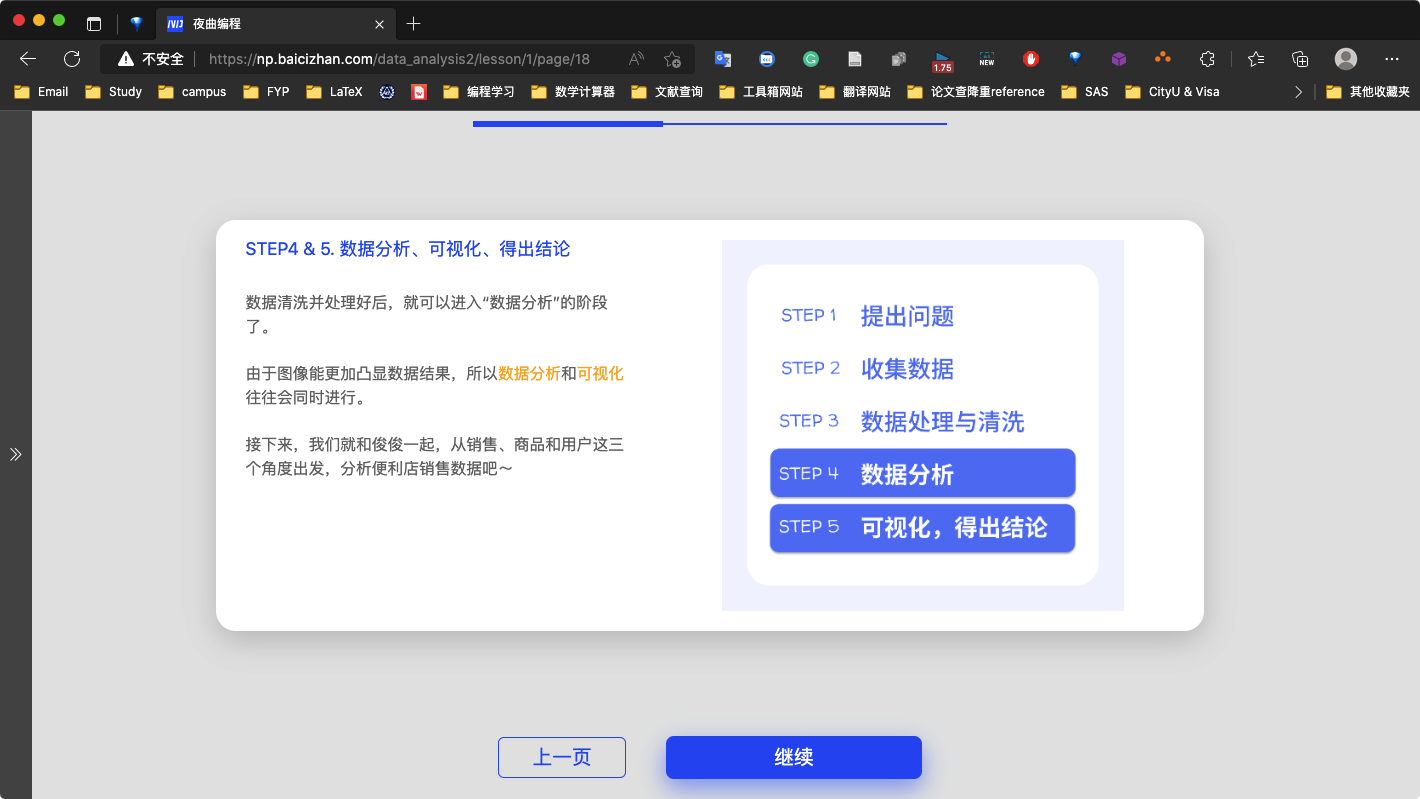 夜曲编程
不安全
https://np.baicizhan.com/data_analysis2/lesson/1/page/18
1.75
NEW
Email
Study
campus
FYP
LaTeX
编程学习
数学计算器
文献查询
工具箱网站
翻译网站
论文查降重reference
SAS
CityU & Visa
其他收藏夹
STEP4 & 5. 数据分析、可视化、得出结论
数据清洗并处理好后，就可以进入“数据分析”的阶段
了。
由于图像能更加凸显数据结果，所以数据分析和可视化
往往会同时进行。
接下来，我们就和俊俊一起，从销售、商品和用户这三
个角度出发，分析便利店销售数据吧～
STEP 1 提出问题
STEP 2 收集数据
STEP 3 数据处理与清洗
STEP 4 数据分析
STEP 5 可视化，得出结论
上一页
继续